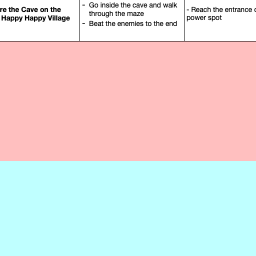 re the Cave on the
Happy Happy Village
- Go inside the cave and walk
through the maze
- Beat the enemies to the end
- Reach the entrance
power spot